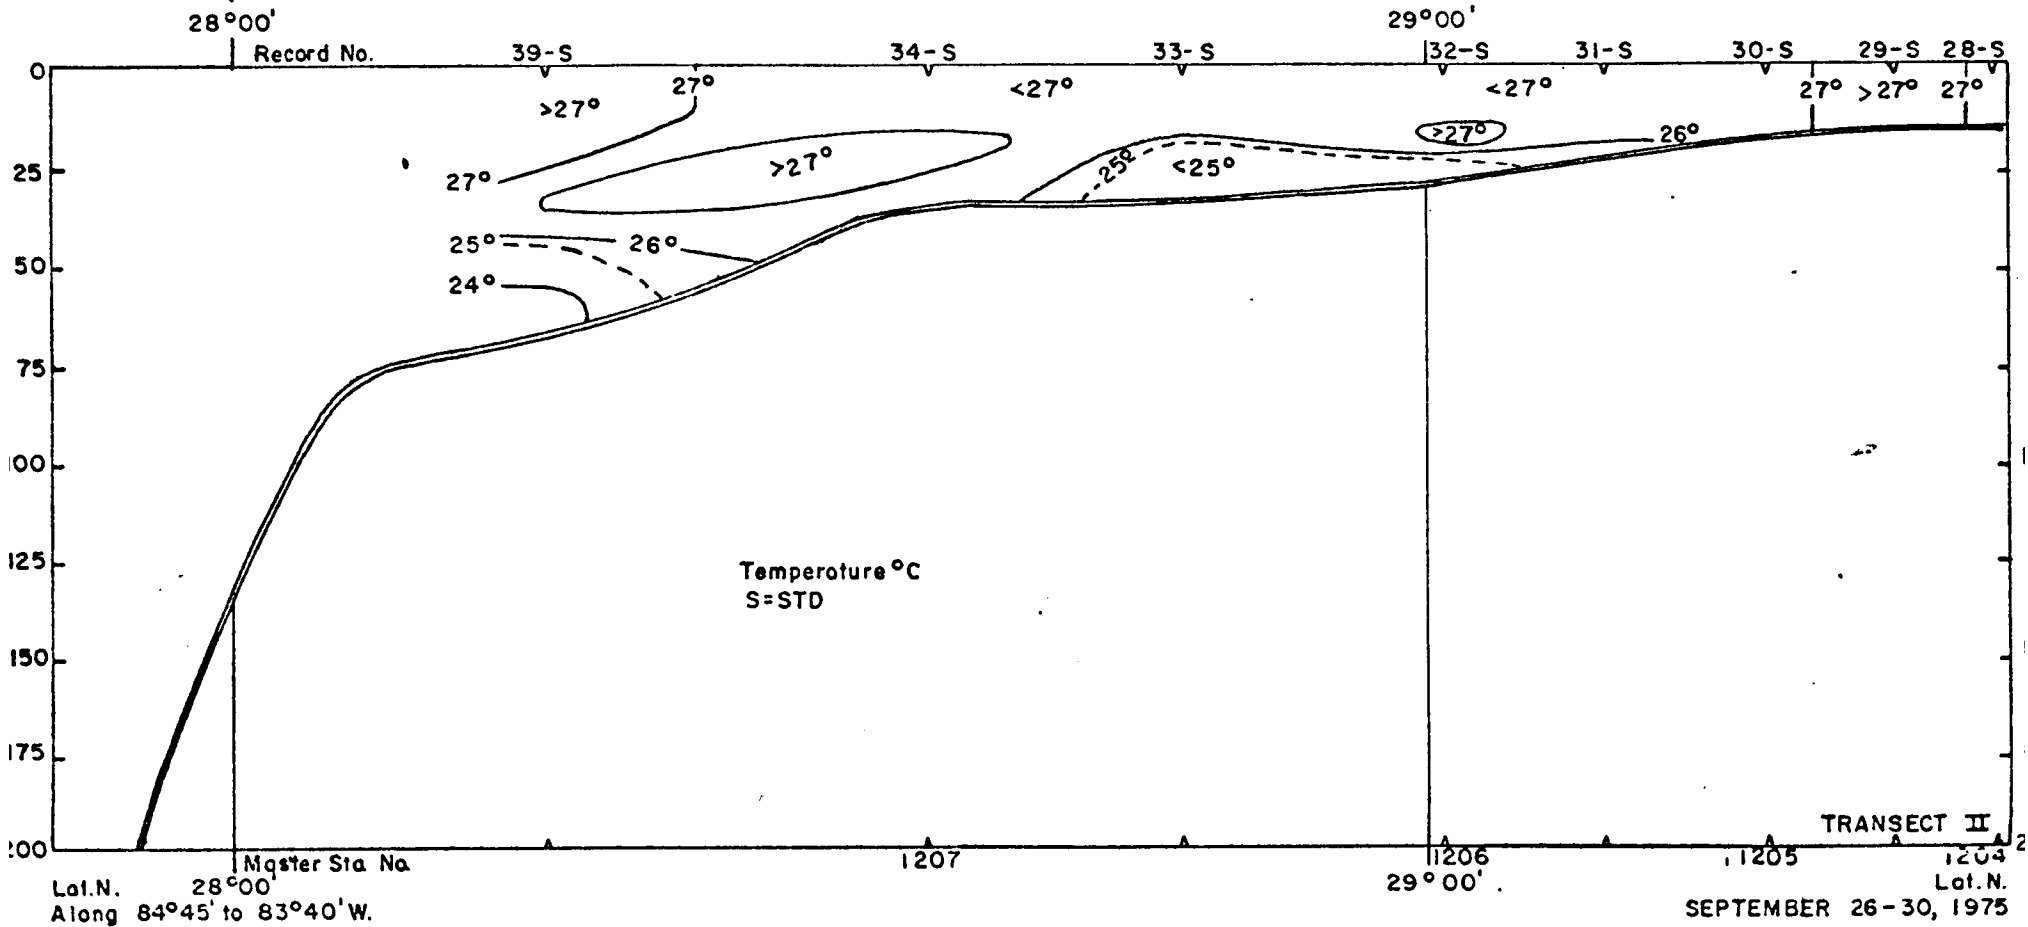 28°00' 29°00'
Record No. 39-S 34-S 33-S 32-S 31-S 30-S 29-S 28-S
0
>27° 27° <27° <27° 27° >27° 27°
>27° 26°
27° >27° -25° <25°
25
25° 26°
50
24°
75
100
125
Temperature °C
S=STD
150
175
TRANSECT II
200
Master Sta No 1207 1206 1205 1204
Lat.N. 28°00' 29°00' Lat.N.
Along 84°45' to 83°40' W. SEPTEMBER 26-30, 1975